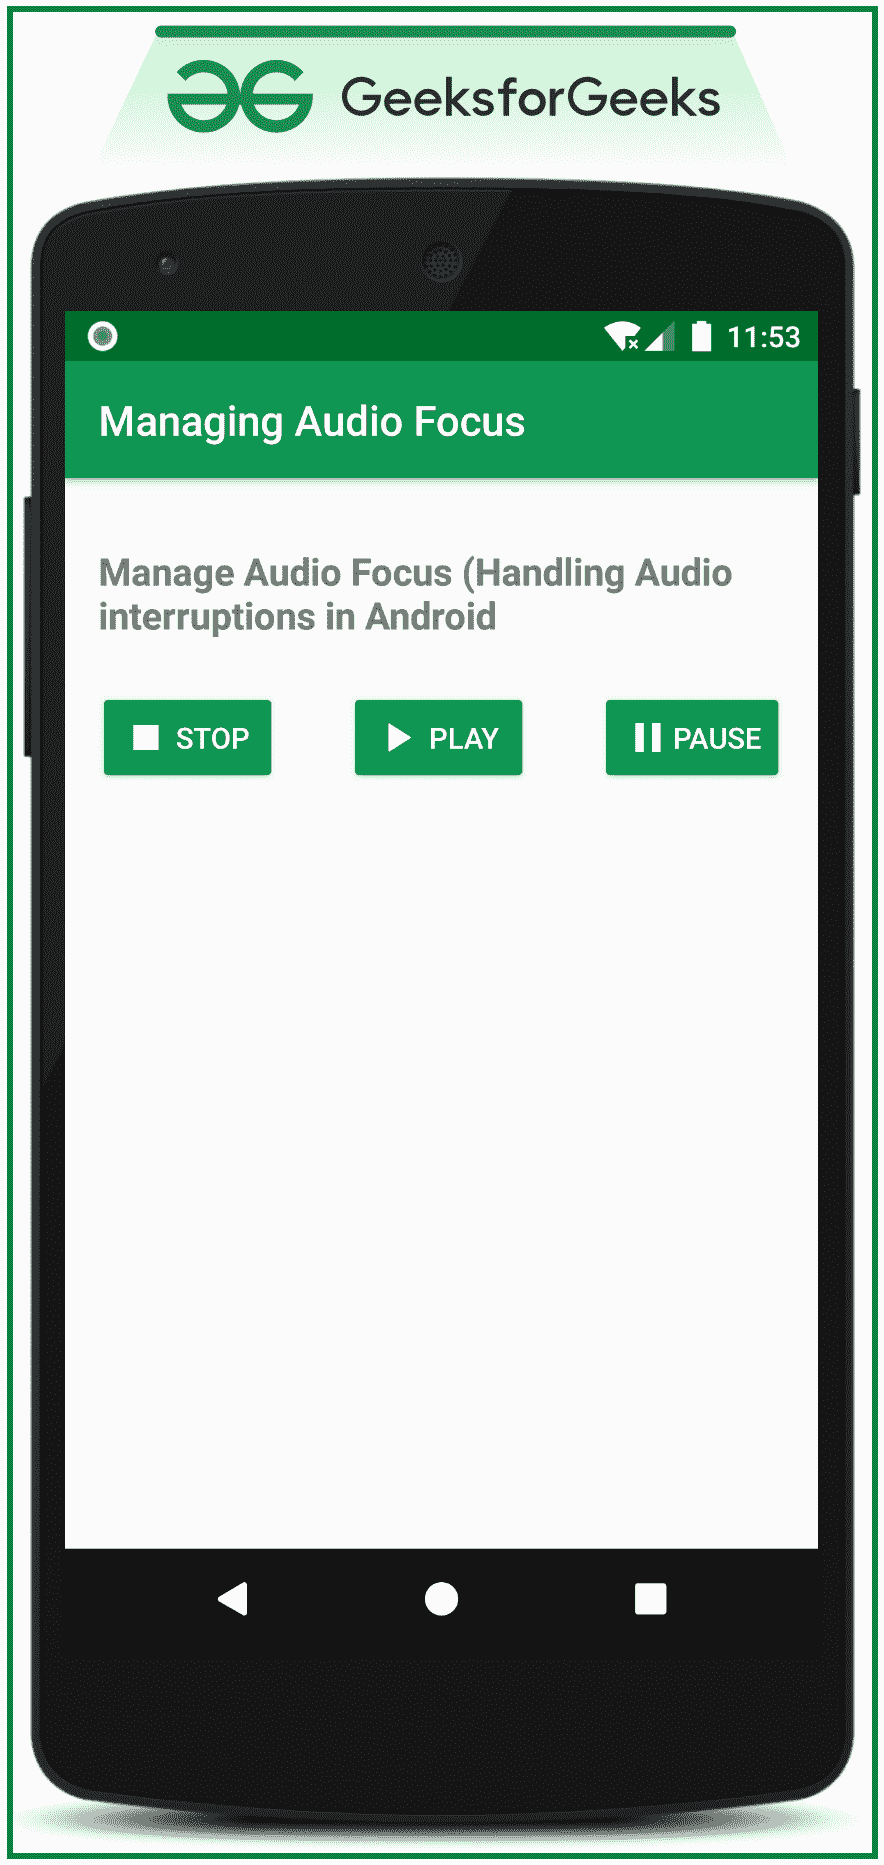 GeeksforGeeks
11:53
Managing Audio Focus
Manage Audio Focus (Handling Audio
interruptions in Android
STOP PLAY PAUSE